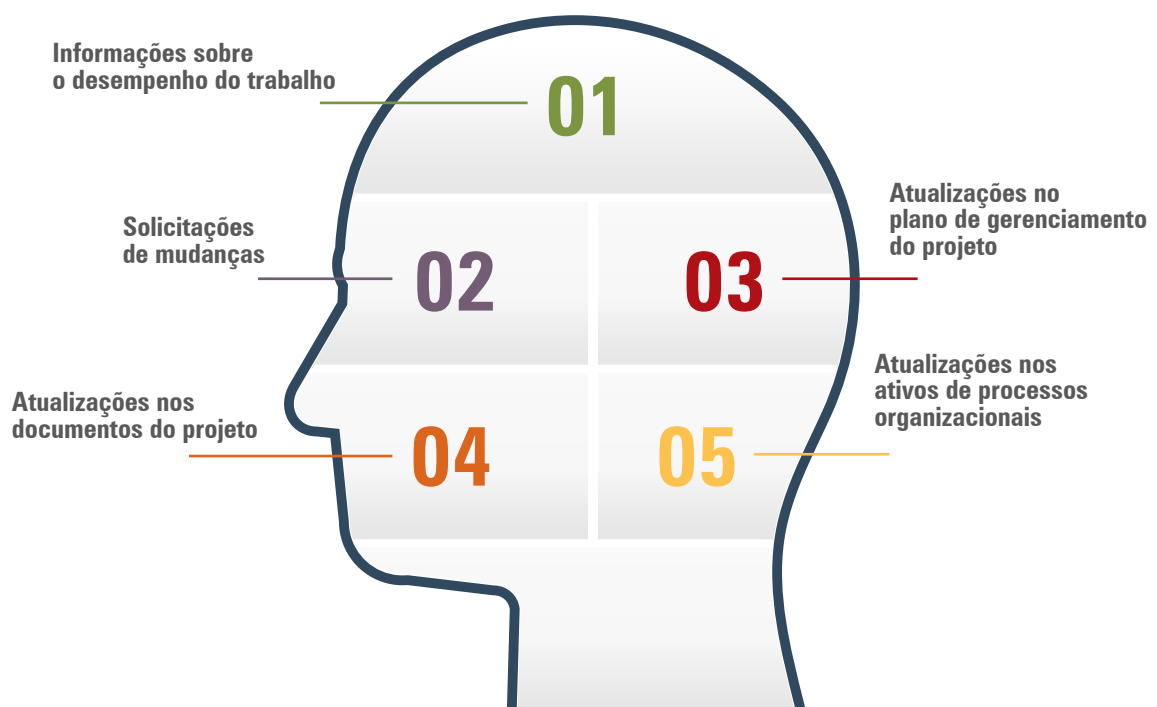 Informações sobre
o desempenho do trabalho
01
Solicitações
de mudanças
02
03
Atualizações no
plano de gerenciamento
do projeto
Atualizações nos
documentos do projeto
04
05
Atualizações nos
ativos de processos
organizacionais